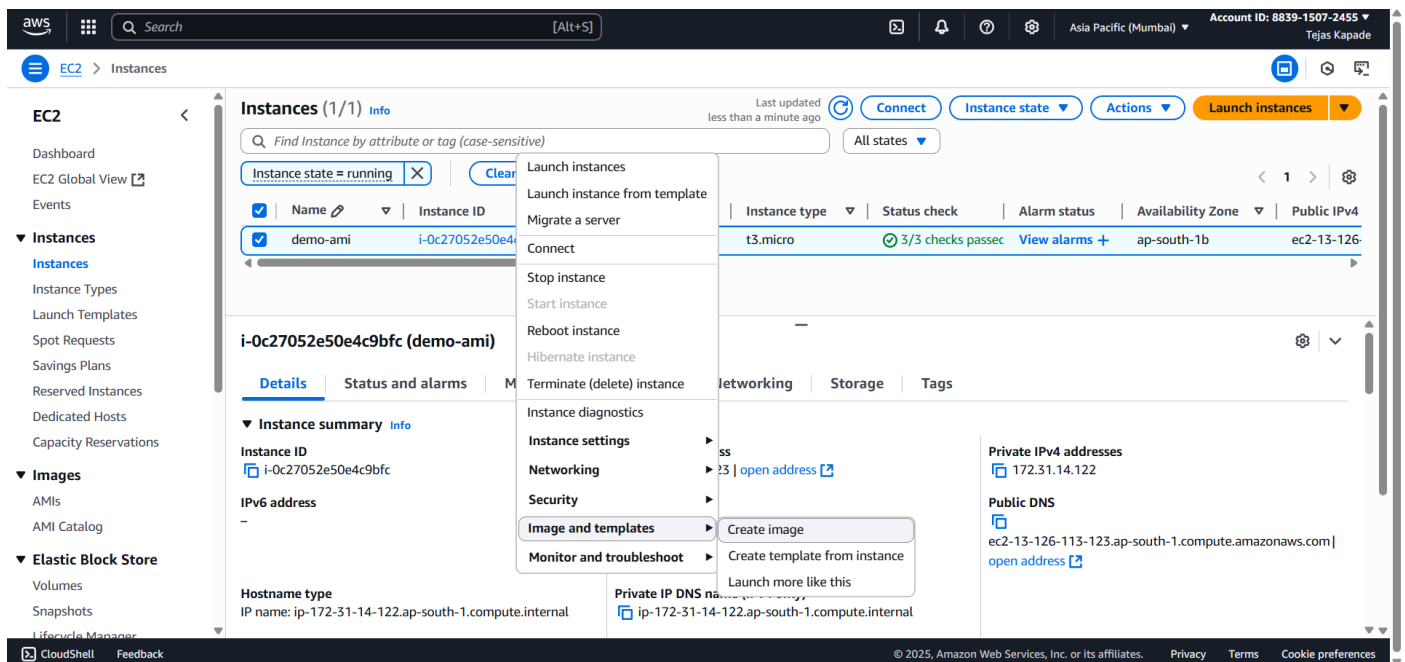 aws
Search [Alt+S]
Asia Pacific (Mumbai)
Account ID: 8839-1507-2455
Tejas Kapade
EC2 > Instances
EC2
Dashboard
EC2 Global View
Events
Instances
Instances
Instance Types
Launch Templates
Spot Requests
Savings Plans
Reserved Instances
Dedicated Hosts
Capacity Reservations
Images
AMIs
AMI Catalog
Elastic Block Store
Volumes
Snapshots
Lifecycle Manager
Instances (1/1) Info
Last updated
less than a minute ago
Connect
Instance state
Actions
Launch instances
Find Instance by attribute or tag (case-sensitive)
All states
Instance state = running
Clear
1
Name
Instance ID
Instance type
Status check
Alarm status
Availability Zone
Public IPv4
demo-ami
i-0c27052e50e4
t3.micro
3/3 checks passec
View alarms +
ap-south-1b
ec2-13-126-
Launch instances
Launch instance from template
Migrate a server
Connect
Stop instance
Start instance
Reboot instance
Hibernate instance
Terminate (delete) instance
Instance diagnostics
Instance settings
Networking
Security
Image and templates
Monitor and troubleshoot
Create image
Create template from instance
Launch more like this
i-0c27052e50e4c9bfc (demo-ami)
Details
Status and alarms
M
Networking
Storage
Tags
Instance summary Info
Instance ID
i-0c27052e50e4c9bfc
IPv6 address
–
Hostname type
IP name: ip-172-31-14-122.ap-south-1.compute.internal
ss
23 | open address
Private IP DNS
ip-172-31-14-122.ap-south-1.compute.internal
Private IPv4 addresses
172.31.14.122
Public DNS
ec2-13-126-113-123.ap-south-1.compute.amazonaws.com |
open address
CloudShell
Feedback
© 2025, Amazon Web Services, Inc. or its affiliates.
Privacy
Terms
Cookie preferences